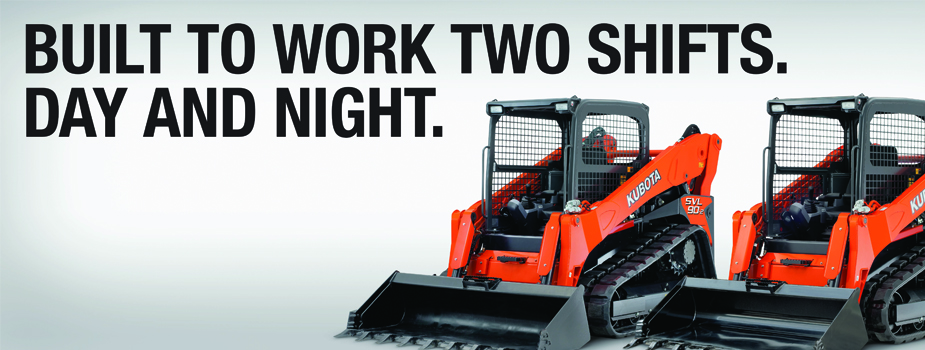 BUILT TO WORK TWO SHIFTS.
DAY AND NIGHT.
KUBOTA
SVL
90-2
KU